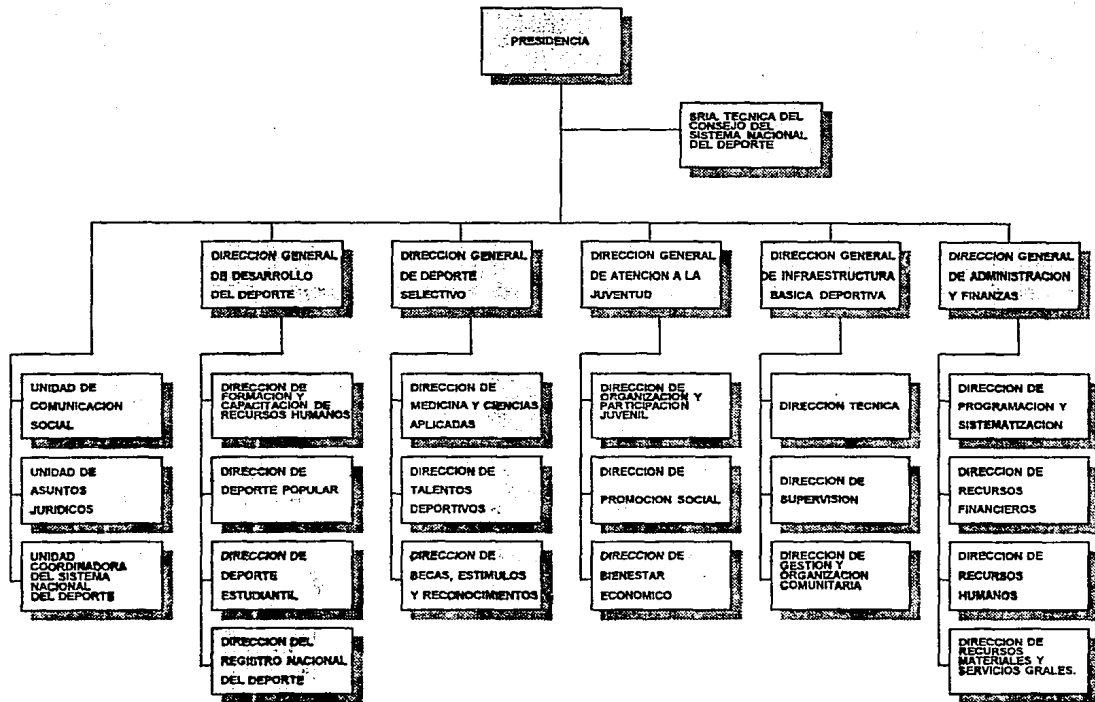 PRESIDENCIA
SRIA. TECNICA DEL
CONSEJO DEL
SISTEMA NACIONAL
DEL DEPORTE
DIRECCION GENERAL
DE DESARROLLO
DEL DEPORTE
DIRECCION GENERAL
DE DEPORTE
SELECTIVO
DIRECCION GENERAL
DE ATENCION A LA
JUVENTUD
DIRECCION GENERAL
DE INFRAESTRUCTURA
BASICA DEPORTIVA
DIRECCION GENERAL
DE ADMINISTRACION
Y FINANZAS
UNIDAD DE
COMUNICACION
SOCIAL
UNIDAD DE
ASUNTOS
JURIDICOS
UNIDAD
COORDINADORA
DEL SISTEMA
NACIONAL
DEL DEPORTE
DIRECCION DE
FORMACION Y
CAPACITACION DE
RECURSOS HUMANOS
DIRECCION DE
DEPORTE POPULAR
DIRECCION DE
DEPORTE
ESTUDIANTIL
DIRECCION DEL
REGISTRO NACIONAL
DEL DEPORTE
DIRECCION DE
MEDICINA Y CIENCIAS
APLICADAS
DIRECCION DE
TALENTOS
DEPORTIVOS
DIRECCION DE
BECAS, ESTIMULOS
Y RECONOCIMIENTOS
DIRECCION DE
ORGANIZACION Y
PARTICIPACION
JUVENIL
DIRECCION DE
PROMOCION SOCIAL
DIRECCION DE
BIENESTAR
ECONOMICO
DIRECCION TECNICA
DIRECCION DE
SUPERVISION
DIRECCION DE
GESTION Y
ORGANIZACION
COMUNITARIA
DIRECCION DE
PROGRAMACION Y
SISTEMATIZACION
DIRECCION DE
RECURSOS
FINANCIEROS
DIRECCION DE
RECURSOS
HUMANOS
DIRECCION DE
RECURSOS
MATERIALES Y
SERVICIOS GRALES.